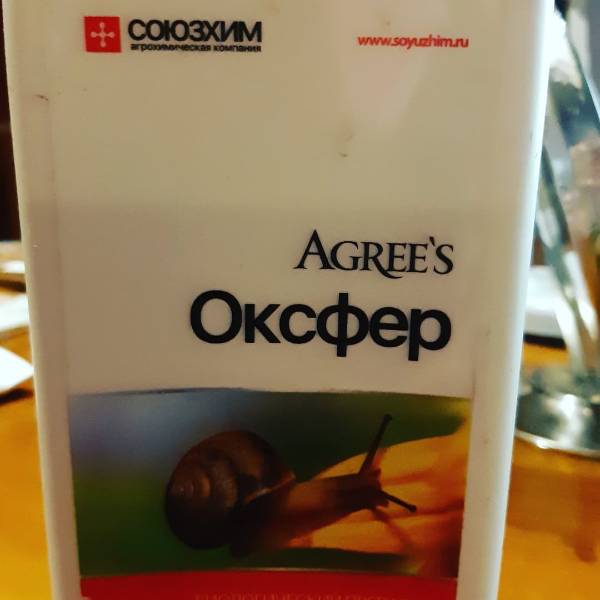 СОЮЗХИМ
агрохимическая компания
www.soyuzhim.ru
AGREE`S
Оксфер